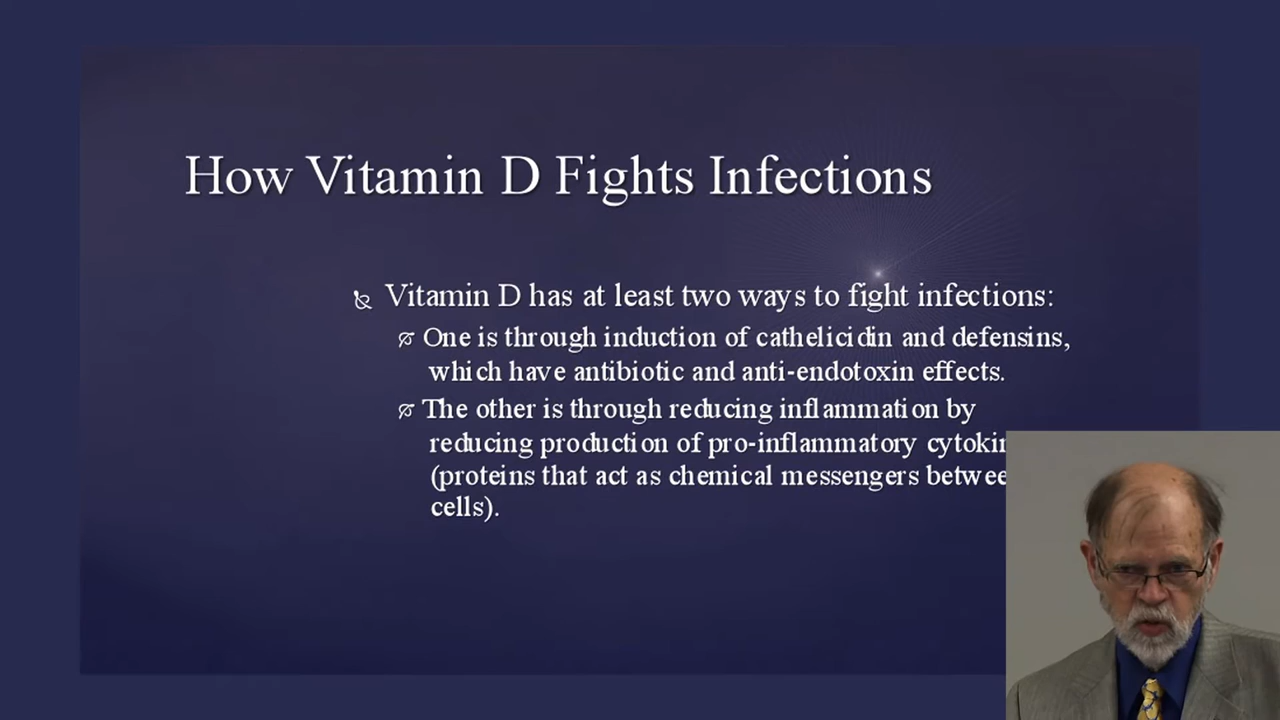 How Vitamin D Fights Infections
Vitamin D has at least two ways to fight infections:
One is through induction of cathelicidin and defensins,
which have antibiotic and anti-endotoxin effects.
The other is through reducing inflammation by
reducing production of pro-inflammatory
(proteins that act as chemical messengers
cells).